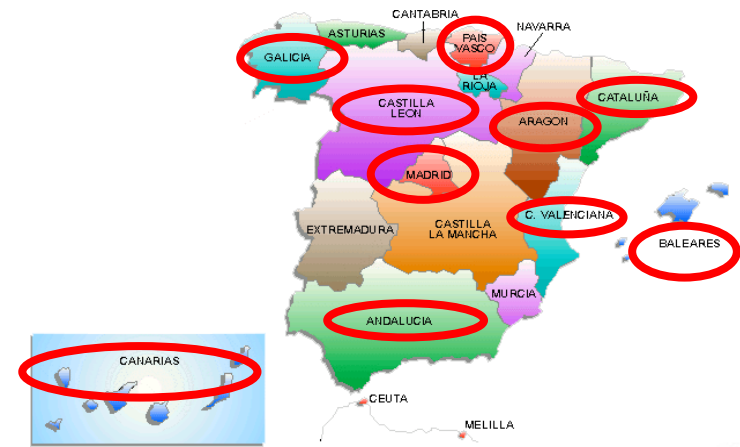 CANTABRIA
NAVARRA
ASTURIAS
PAIS
VASCO
GALICIA
LA
RIOJA
CATALUÑA
CASTILLA
LEON
ARAGON
MADRID
C. VALENCIANA
EXTREMADURA
CASTILLA
LA MANCHA
BALEARES
MURCIA
ANDALUCIA
CANARIAS
CEUTA
MELILLA